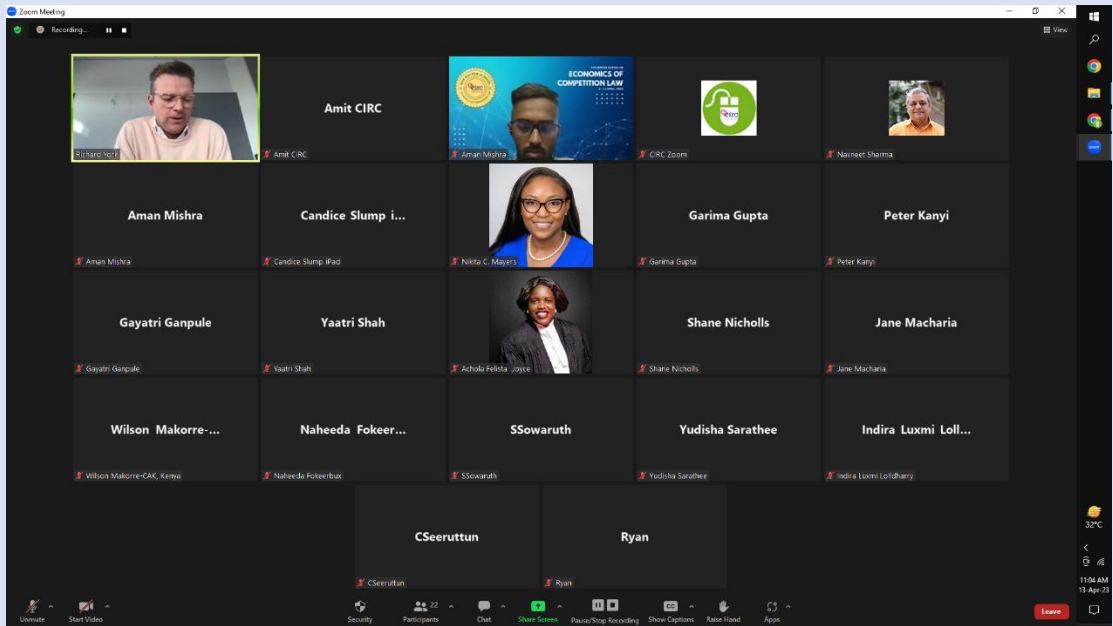 Zoom Meeting
Recording...
View
ECONOMICS OF
COMPETITION LAW
Richard York
Amit CIRC
Amit CIRC
Aman Mishra
CIRC Zoom
Navneet Sharma
Aman Mishra
Candice Slump i...
Garima Gupta
Peter Kanyi
Aman Mishra
Candice Slump iPad
Nikita C. Mayers
Garima Gupta
Peter Kanyi
Gayatri Ganpule
Yaatri Shah
Shane Nicholls
Jane Macharia
Gayatri Ganpule
Yaatri Shah
Achola Felista Joyce
Shane Nicholls
Jane Macharia
Wilson Makorre-...
Naheeda Fokeer...
SSowaruth
Yudisha Sarathee
Indira Luxmi Loll...
Wilson Makorre-CAK, Kenya
Naheeda Fokeerbux
SSowaruth
Yudisha Sarathee
Indira Luxmi Lolldharry
CSeeruttun
Ryan
CSeeruttun
Ryan
32°C
11:04 AM
13-Apr-23
Unmute
Start Video
Security
Participants
22
Chat
Share Screen
Pause/Stop Recording
CC
Show Captions
Raise Hand
Apps
Leave